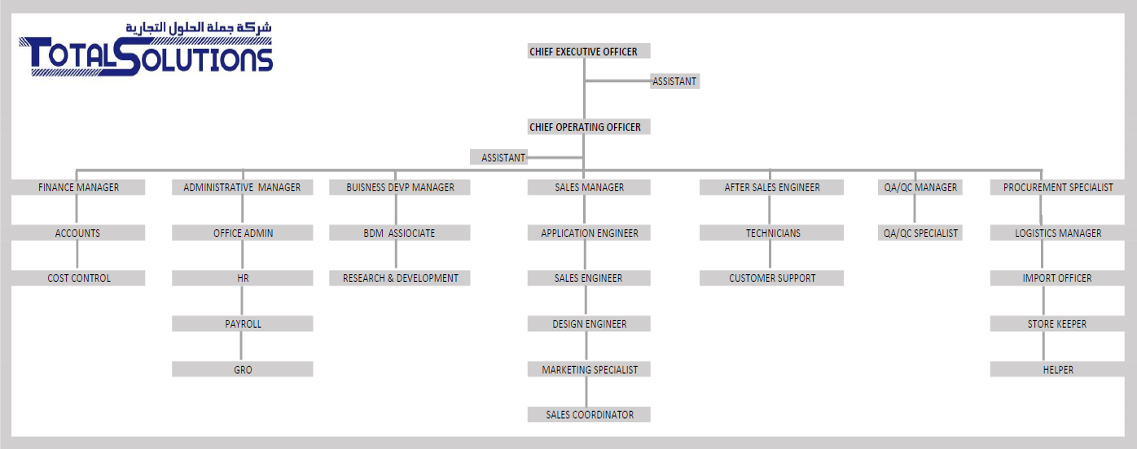 شركة جملة الحلول التجارية
TOTAL SOLUTIONS
CHIEF EXECUTIVE OFFICER
ASSISTANT
CHIEF OPERATING OFFICER
ASSISTANT
FINANCE MANAGER ADMINISTRATIVE MANAGER BUISNESS DEVP MANAGER SALES MANAGER AFTER SALES ENGINEER QA/QC MANAGER PROCUREMENT SPECIALIST
ACCOUNTS OFFICE ADMIN BDM ASSIOCIATE APPLICATION ENGINEER TECHNICIANS QA/QC SPECIALIST LOGISTICS MANAGER
COST CONTROL HR RESEARCH & DEVELOPMENT SALES ENGINEER CUSTOMER SUPPORT IMPORT OFFICER
PAYROLL DESIGN ENGINEER STORE KEEPER
GRO MARKETING SPECIALIST HELPER
SALES COORDINATOR